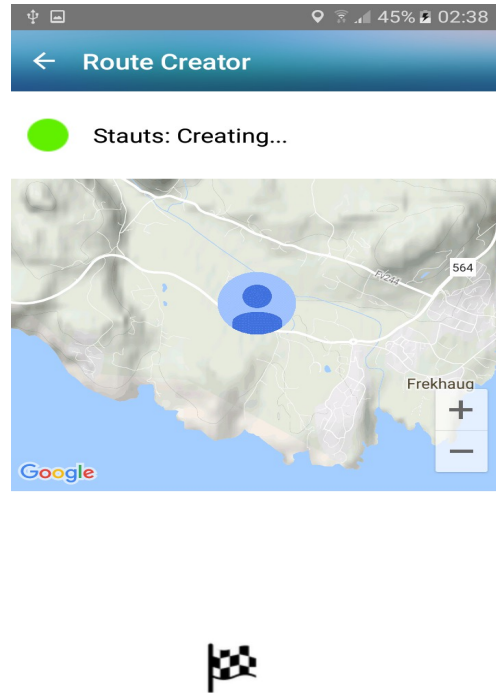 45% 02:38
Route Creator
Stauts: Creating...
564
FV244
Frekhaug
+
−
Google